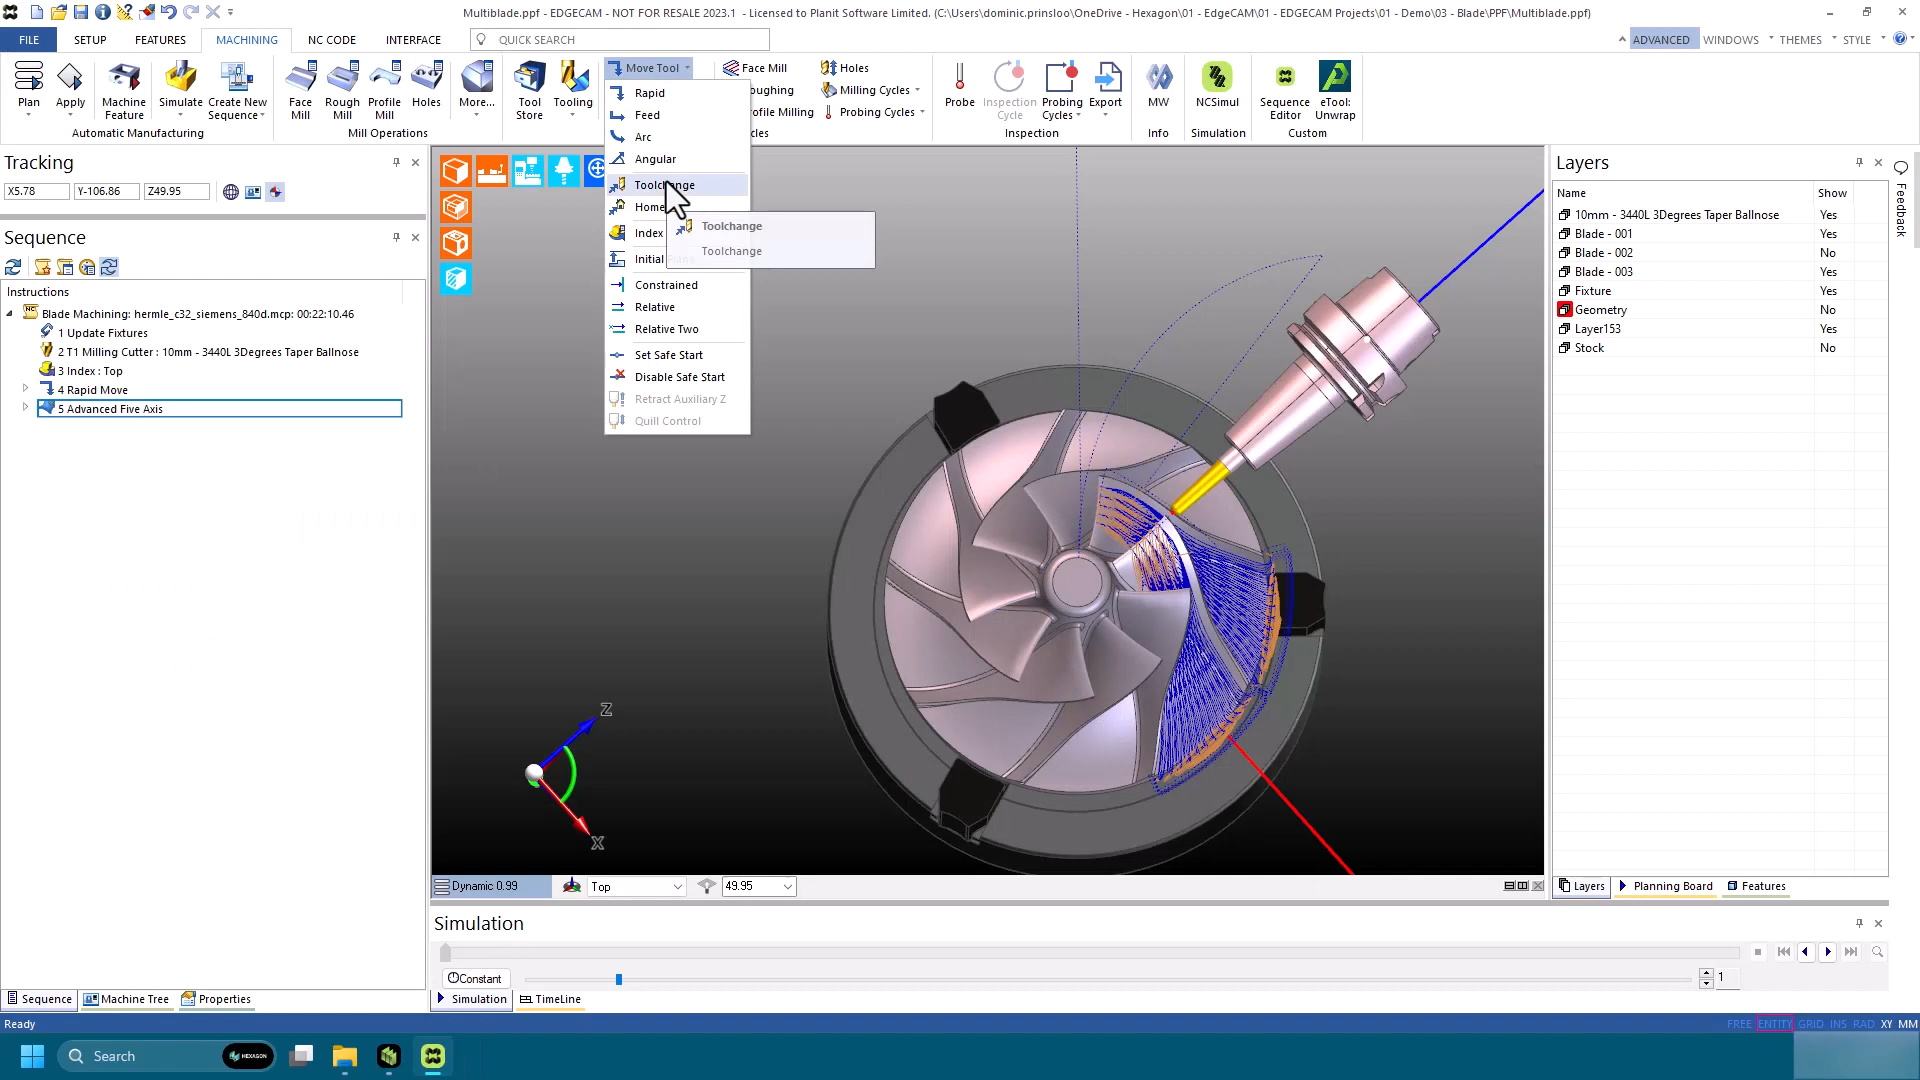 Multiblade.ppf - EDGECAM - NOT FOR RESALE 2023.1 - Licensed to Planit Software Limited. (C:\Users\dominic.prinsloo\OneDrive - Hexagon\01 - EdgeCAM\01 - EDGECAM Projects\01 - Demo\03 - Blade\PPF\Multiblade.ppf)
FILE SETUP FEATURES MACHINING NC CODE INTERFACE QUICK SEARCH ADVANCED WINDOWS THEMES STYLE
Plan
Apply
Machine Feature
Simulate
Create New Sequence
Automatic Manufacturing
Face Mill
Rough Mill
Profile Mill
Holes
More...
Mill Operations
Tool Store
Tooling
Move Tool
Face Mill
oughing
rofile Milling
Holes
Milling Cycles
Probing Cycles
cles
Probe
Inspection Cycle
Probing Cycles
Export
Inspection
MW
Info
NCSimul
Simulation
Sequence Editor
eTool: Unwrap
Custom
Rapid
Feed
Arc
Angular
Toolchange
Home
Index
Initial
Constrained
Relative
Relative Two
Set Safe Start
Disable Safe Start
Retract Auxiliary Z
Quill Control
Toolchange
Toolchange
Tracking
X5.78 Y-106.86 Z49.95
Sequence
Instructions
Blade Machining: hermle_c32_siemens_840d.mcp: 00:22:10.46
1 Update Fixtures
2 T1 Milling Cutter : 10mm - 3440L 3Degrees Taper Ballnose
3 Index : Top
4 Rapid Move
5 Advanced Five Axis
Sequence Machine Tree Properties
Z
X
Dynamic 0.99 Top 49.95
Layers
Name Show
10mm - 3440L 3Degrees Taper Ballnose Yes
Blade - 001 Yes
Blade - 002 No
Blade - 003 Yes
Fixture Yes
Geometry No
Layer153 Yes
Stock No
Feedback
Layers Planning Board Features
Simulation
Constant
1
Simulation TimeLine
Ready
FREE ENTITY GRID INS RAD XY MM
Search
HEXAGON